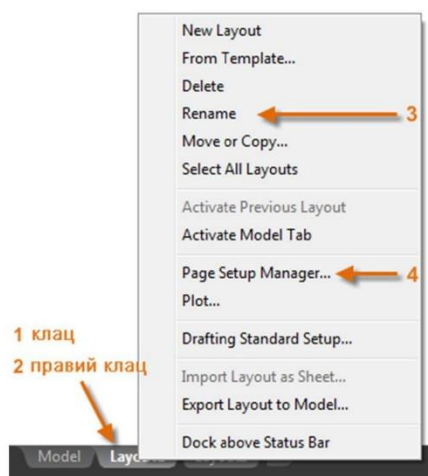 New Layout
From Template...
Delete
Rename 3
Move or Copy...
Select All Layouts
Activate Previous Layout
Activate Model Tab
Page Setup Manager... 4
Plot...
1 клац
Drafting Standard Setup...
2 правий клац
Import Layout as Sheet...
Export Layout to Model...
Dock above Status Bar
Model